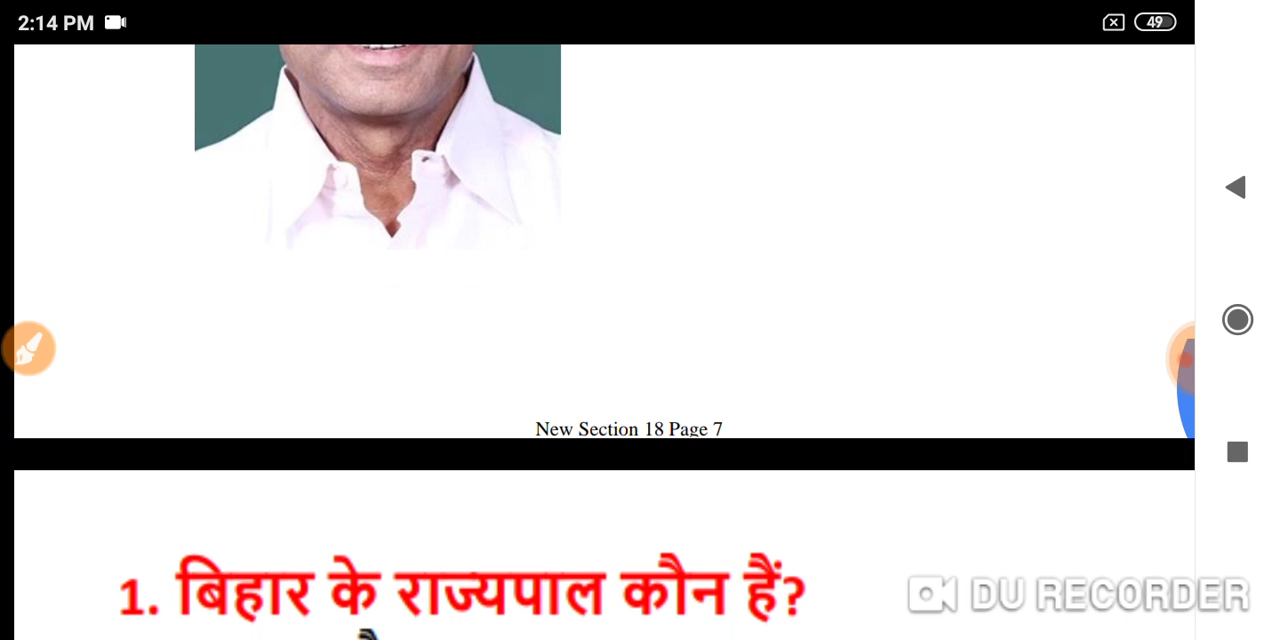 2:14 PM
49
New Section 18 Page 7
1. बिहार के राज्यपाल कौन हैं?
DU RECORDER